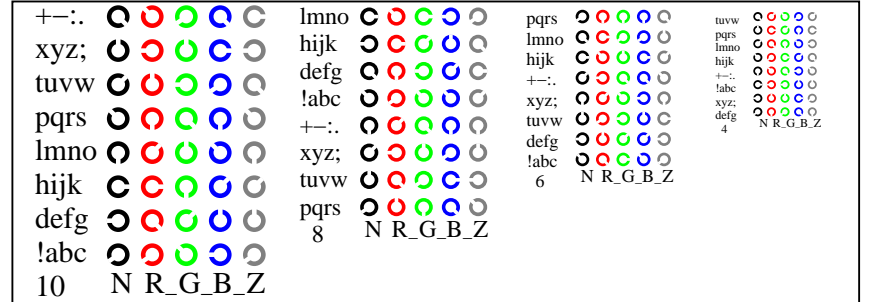 +−:.
xyz;
tuvw
pqrs
lmno
hijk
defg
!abc
10 N R_G_B_Z
lmno
hijk
defg
!abc
+−:.
xyz;
tuvw
pqrs
8 N R_G_B_Z
pqrs
lmno
hijk
+−:.
xyz;
tuvw
defg
!abc
6 N R_G_B_Z
tuvw
pqrs
lmno
hijk
+−:.
!abc
xyz;
defg
4 N R_G_B_Z